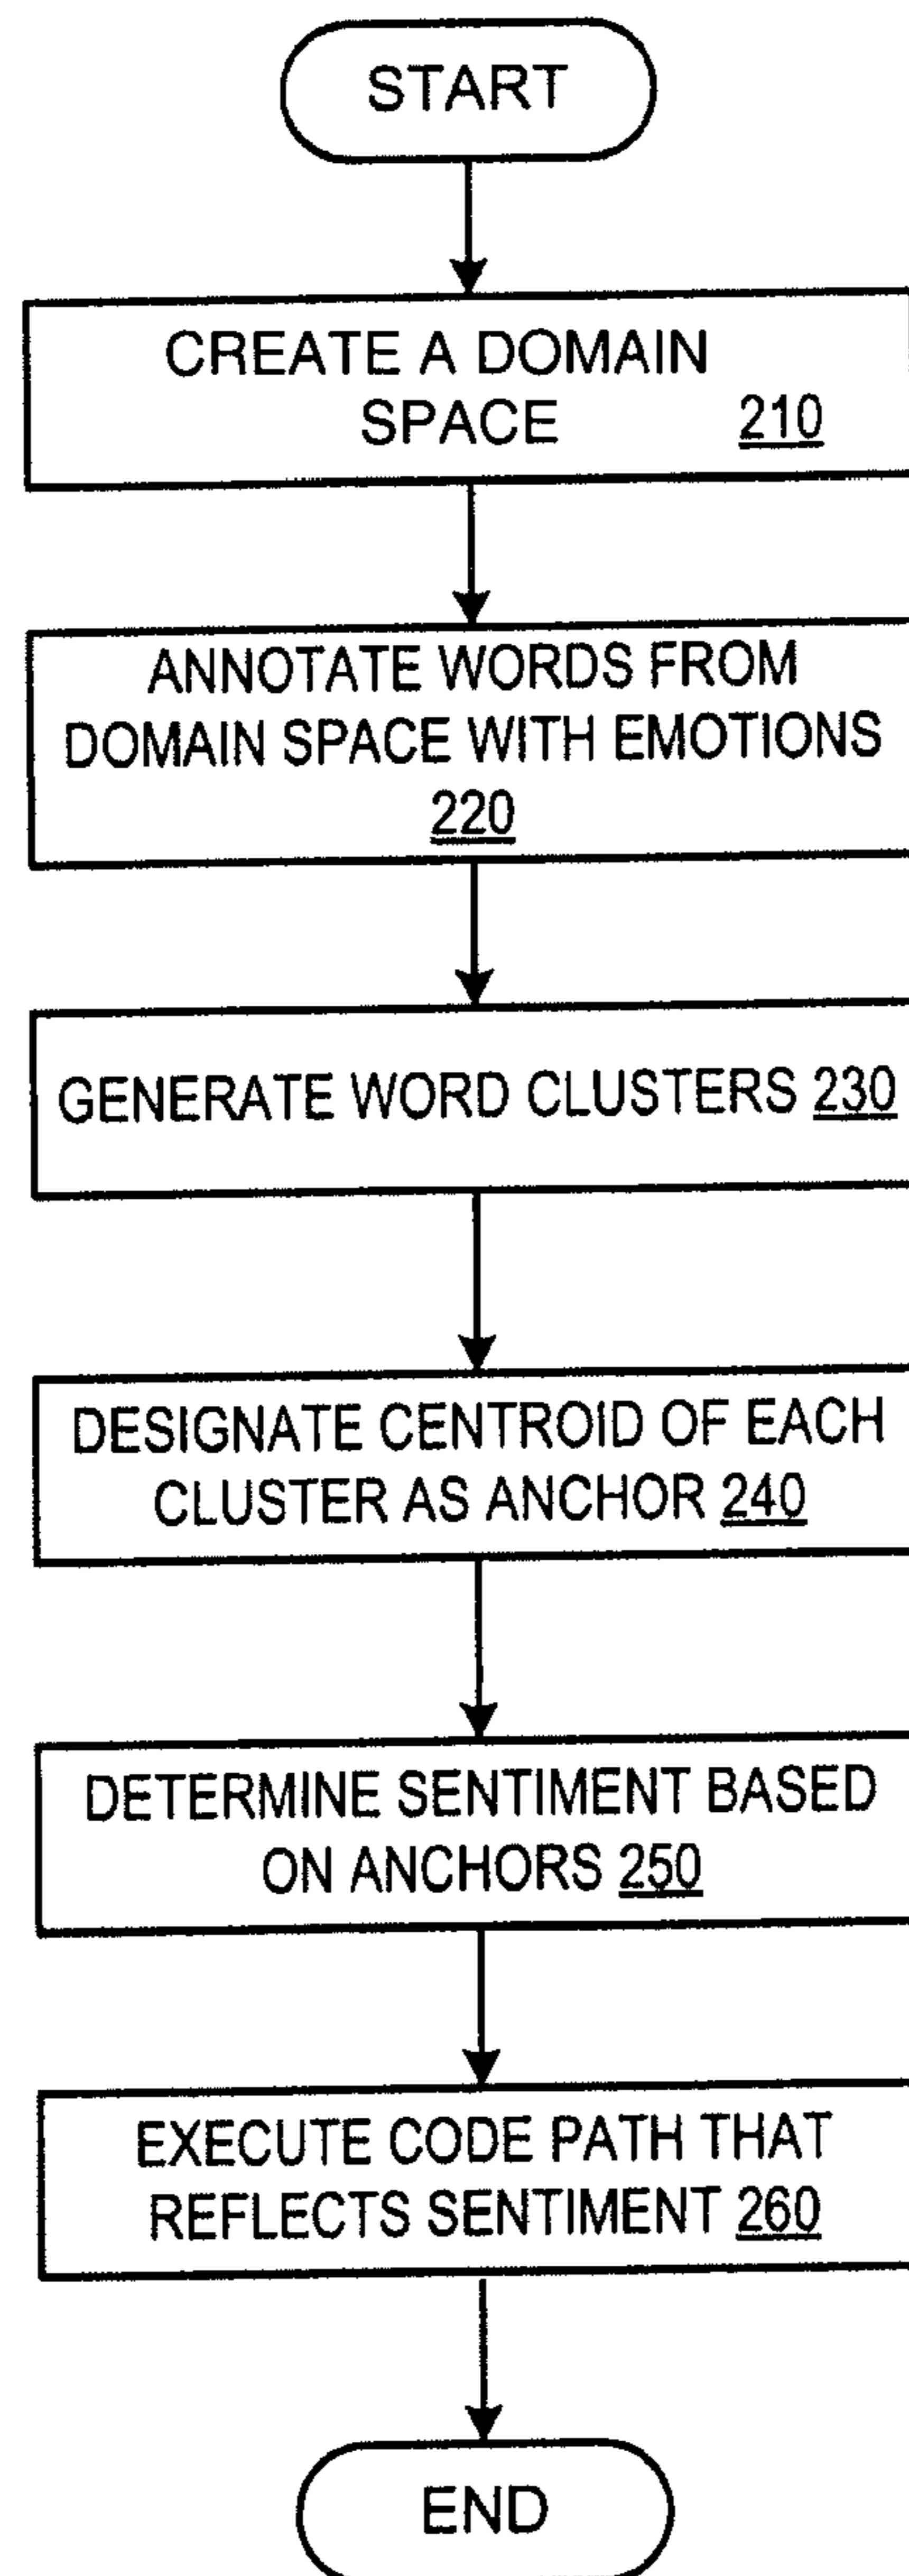 START
CREATE A DOMAIN
SPACE 210
ANNOTATE WORDS FROM
DOMAIN SPACE WITH EMOTIONS
220
GENERATE WORD CLUSTERS 230
DESIGNATE CENTROID OF EACH
CLUSTER AS ANCHOR 240
DETERMINE SENTIMENT BASED
ON ANCHORS 250
EXECUTE CODE PATH THAT
REFLECTS SENTIMENT 260
END